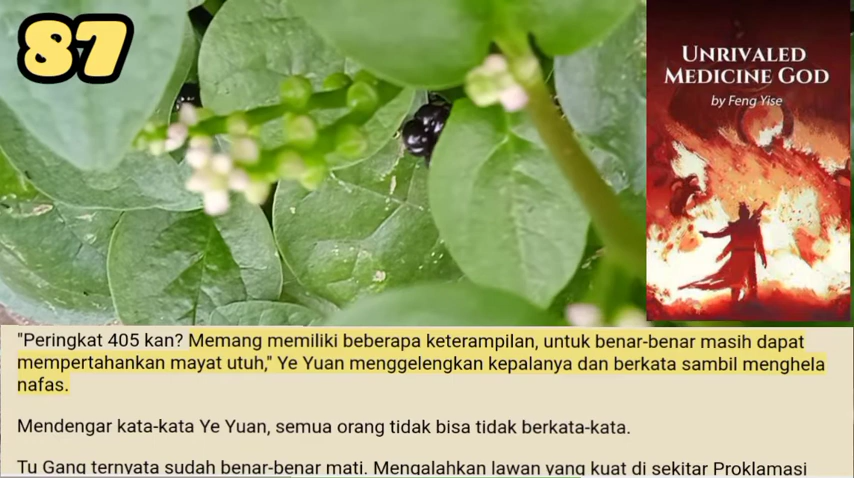 87
UNRIVALED
MEDICINE GOD
by Feng Yise
"Peringkat 405 kan? Memang memiliki beberapa keterampilan, untuk benar-benar masih dapat
mempertahankan mayat utuh," Ye Yuan menggelengkan kepalanya dan berkata sambil menghela
nafas.
Mendengar kata-kata Ye Yuan, semua orang tidak bisa tidak berkata-kata.
Tu Gang ternyata sudah benar-benar mati. Mengalahkan lawan yang kuat di sekitar Proklamasi